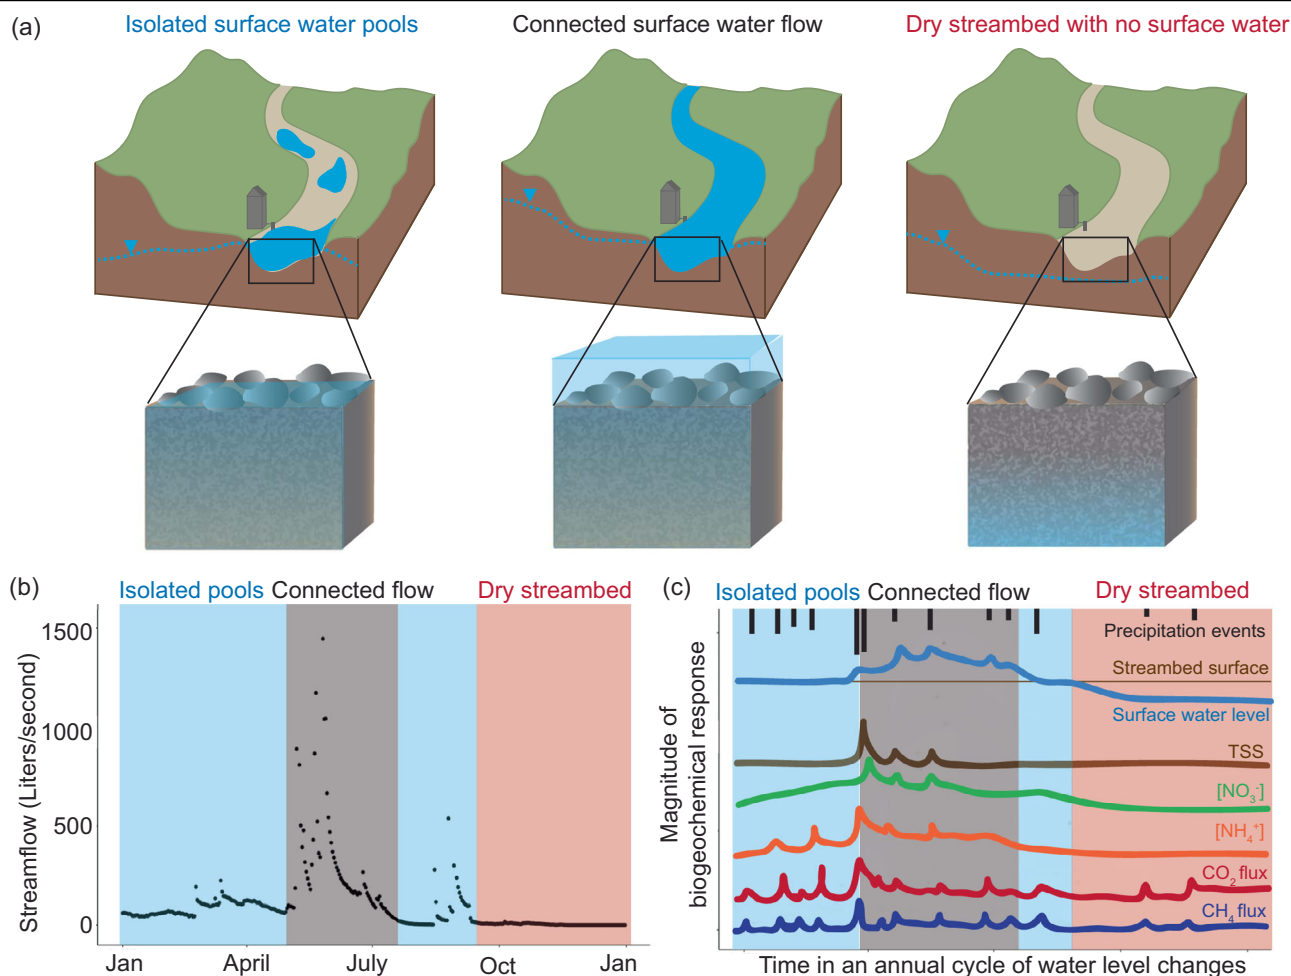 (a)
Isolated surface water pools
Connected surface water flow
Dry streambed with no surface water
(b)
Isolated pools
Connected flow
Dry streambed
Streamflow (Liters/second)
1500
1000
500
0
Jan
April
July
Oct
Jan
(c)
Isolated pools
Connected flow
Dry streambed
Precipitation events
Streambed surface
Surface water level
TSS
[NO₃⁻]
[NH₄⁺]
CO₂ flux
CH₄ flux
Magnitude of
biogeochemical response
Time in an annual cycle of water level changes